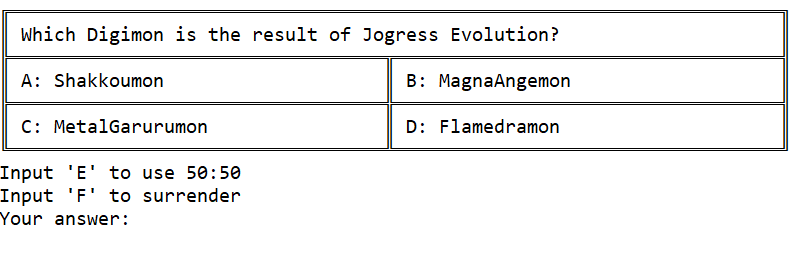 Which Digimon is the result of Jogress Evolution?
A: Shakkoumon
B: MagnaAngemon
C: MetalGarurumon
D: Flamedramon
Input 'E' to use 50:50
Input 'F' to surrender
Your answer: